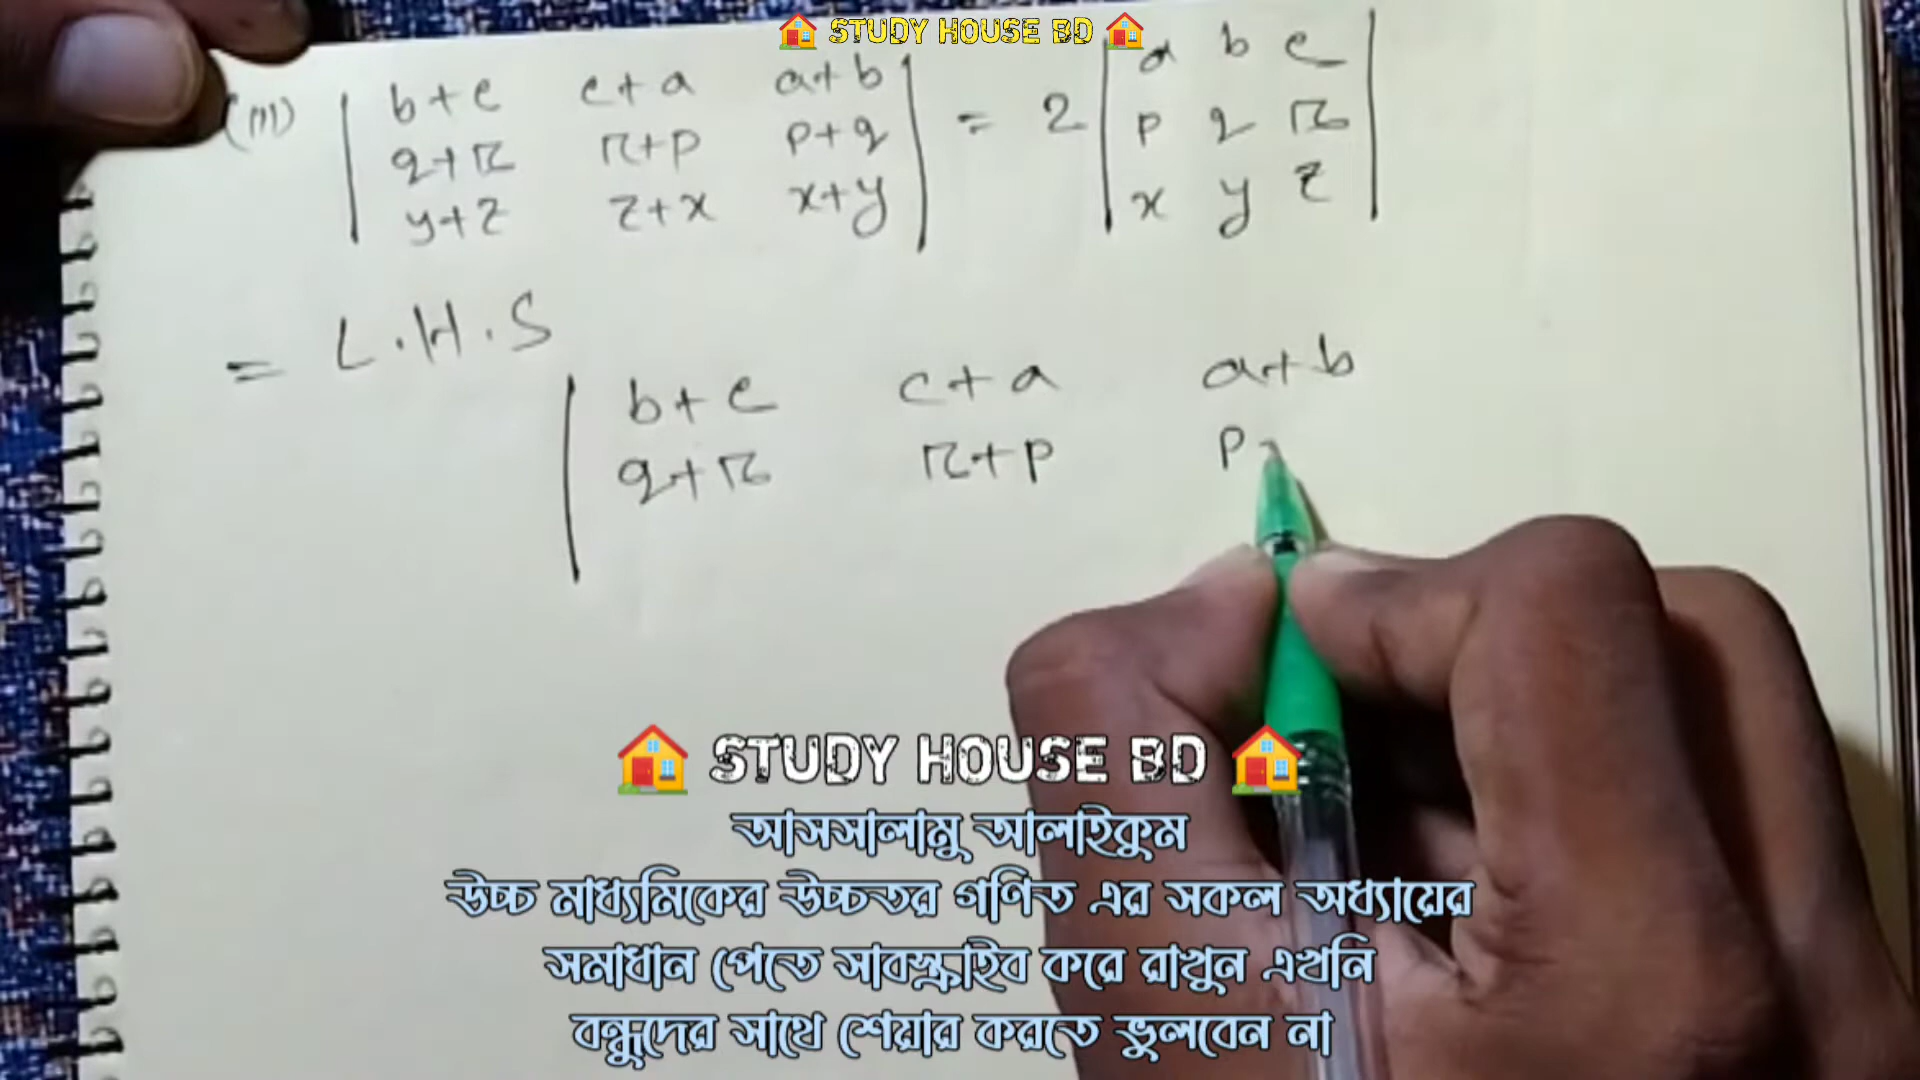 🏠 STUDY HOUSE BD 🏠
(III) | b+c c+a a+b | = 2 | a b c |
| q+r r+p p+q | | p q r |
| y+z z+x x+y | | x y z |
= L.H.S
| b+c c+a a+b
| q+r r+p p+
🏠 STUDY HOUSE BD 🏠
আসসালামু আলাইকুম
উচ্চ মাধ্যমিকের উচ্চতর গণিত এর সকল অধ্যায়ের
সমাধান পেতে সাবস্ক্রাইব করে রাখুন এখনি
বন্ধুদের সাথে শেয়ার করতে ভুলবেন না